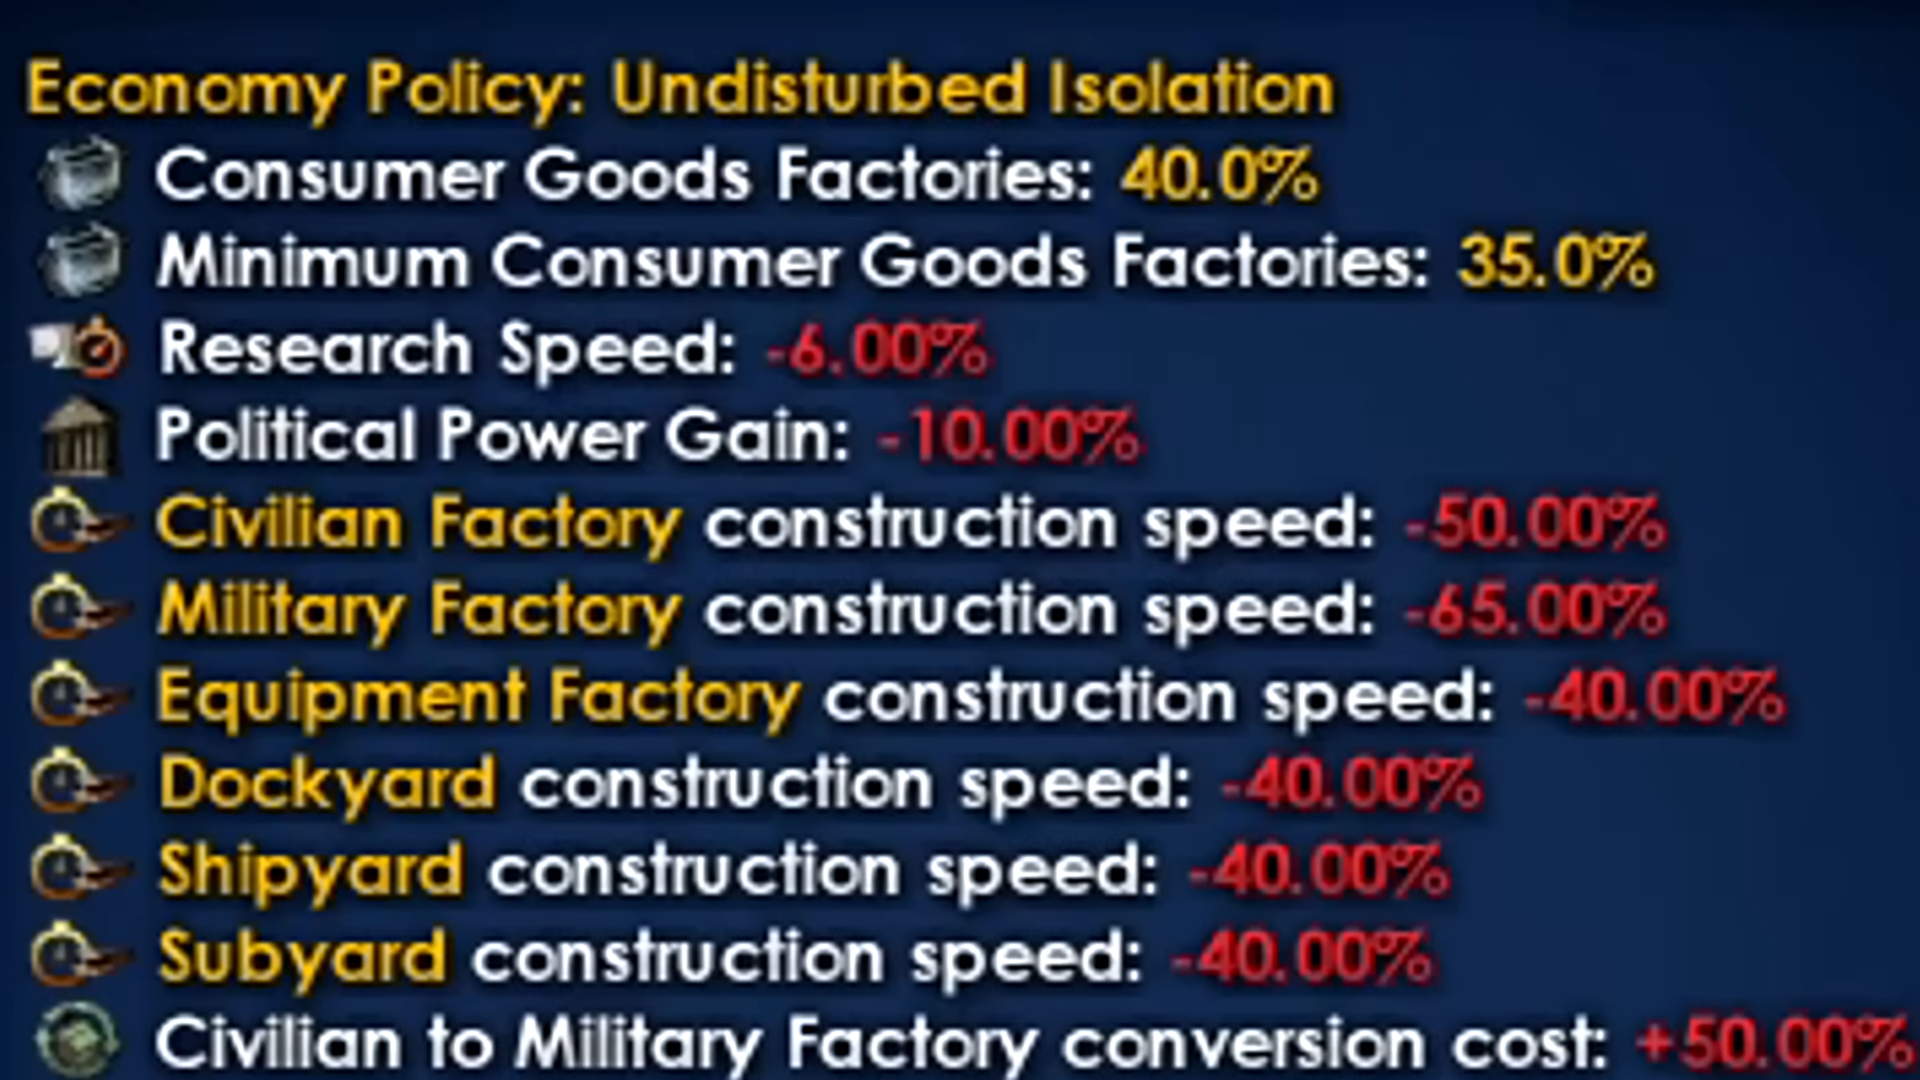 Economy Policy: Undisturbed Isolation
Consumer Goods Factories: 40.0%
Minimum Consumer Goods Factories: 35.0%
Research Speed: -6.00%
Political Power Gain: -10.00%
Civilian Factory construction speed: -50.00%
Military Factory construction speed: -65.00%
Equipment Factory construction speed: -40.00%
Dockyard construction speed: -40.00%
Shipyard construction speed: -40.00%
Subyard construction speed: -40.00%
Civilian to Military Factory conversion cost: +50.00%